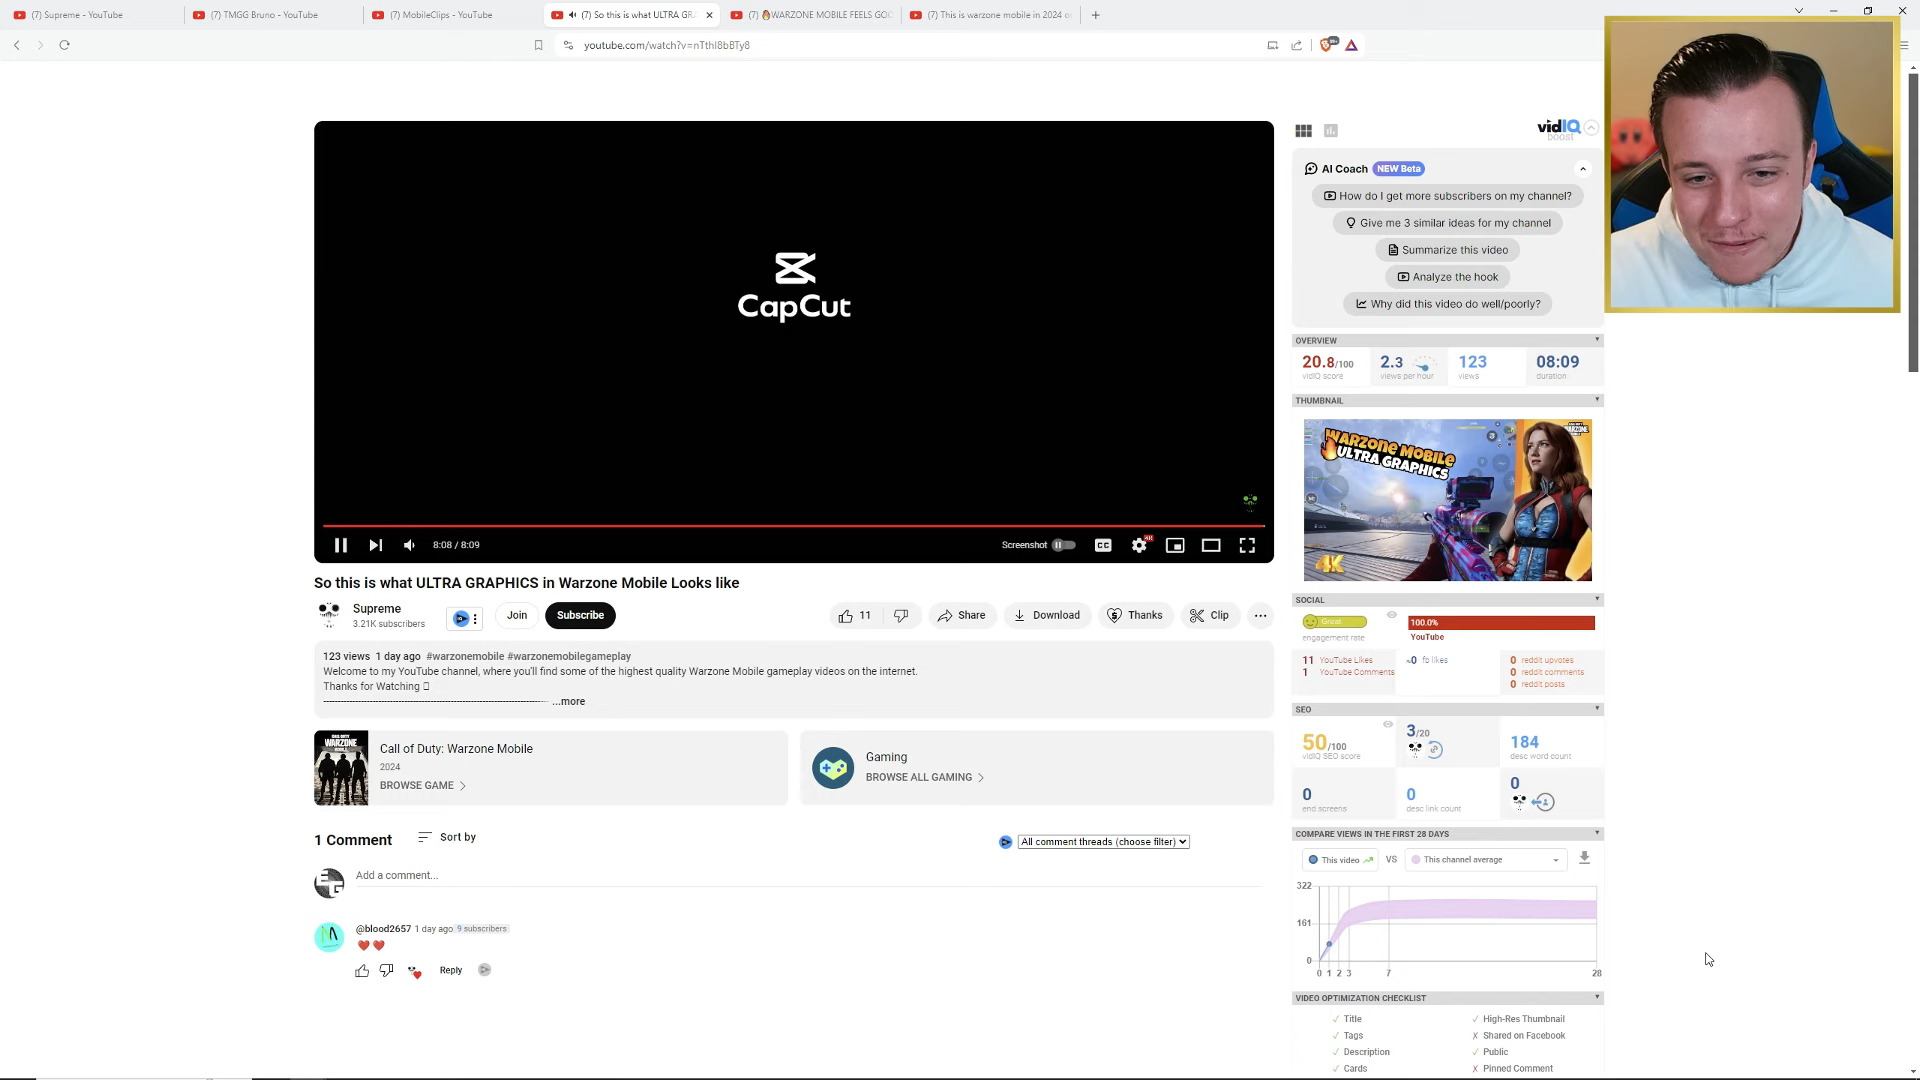 (7) Supreme - YouTube
(7) TMGG Bruno - YouTube
(7) MobileClips - YouTube
(7) So this is what ULTRA GR
(7) 🔥WARZONE MOBILE FEELS GOO
(7) This is warzone mobile in 2024 o
youtube.com/watch?v=nTthI8bBTy8
CapCut
8:08 / 8:09
Screenshot
CC
4K
So this is what ULTRA GRAPHICS in Warzone Mobile Looks like
Supreme
3.21K subscribers
Join
Subscribe
11
Share
Download
Thanks
Clip
123 views 1 day ago #warzonemobile #warzonemobilegameplay
Welcome to my YouTube channel, where you'll find some of the highest quality Warzone Mobile gameplay videos on the internet.
Thanks for Watching
...more
Call of Duty: Warzone Mobile
2024
BROWSE GAME
Gaming
BROWSE ALL GAMING
1 Comment
Sort by
All comment threads (choose filter)
Add a comment...
@blood2657 1 day ago 9 subscribers
❤️ ❤️
Reply
vidIQ
boost
AI Coach NEW Beta
How do I get more subscribers on my channel?
Give me 3 similar ideas for my channel
Summarize this video
Analyze the hook
Why did this video do well/poorly?
OVERVIEW
20.8/100
vidIQ score
2.3
views per hour
123
views
08:09
duration
THUMBNAIL
WARZONE MOBILE
ULTRA GRAPHICS
4K
SOCIAL
Great
engagement rate
100.0%
YouTube
11 YouTube Likes
1 YouTube Comments
~0 fb likes
0 reddit upvotes
0 reddit comments
0 reddit posts
SEO
50/100
vidIQ SEO score
3/20
184
desc word count
0
end screens
0
desc link count
0
COMPARE VIEWS IN THE FIRST 28 DAYS
This video
VS
This channel average
322
161
0
0 1 2 3 7 28
VIDEO OPTIMIZATION CHECKLIST
✓ Title
✓ High-Res Thumbnail
✓ Tags
✗ Shared on Facebook
✓ Description
✓ Public
✓ Cards
✗ Pinned Comment